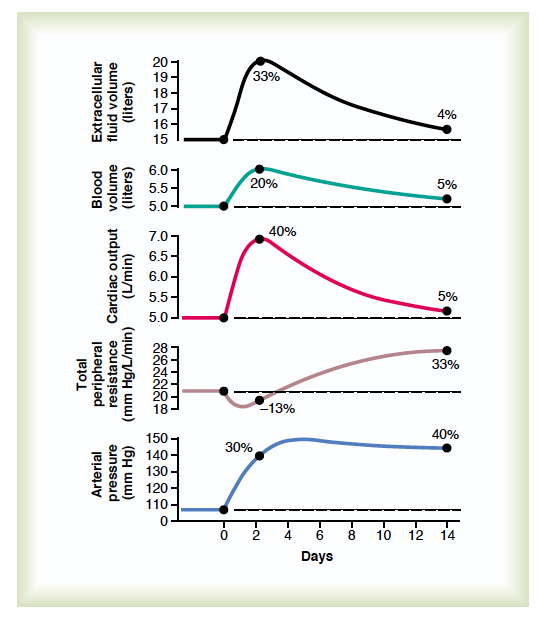 Extracellular
fluid volume
(liters)
20
19
18
17
16
15
33%
4%
Blood
volume
(liters)
6.0
5.5
5.0
20%
5%
Cardiac output
(L/min)
7.0
6.5
6.0
5.5
5.0
40%
5%
Total
peripheral
resistance
(mm Hg/L/min)
28
26
24
22
20
18
–13%
33%
Arterial
pressure
(mm Hg)
150
140
130
120
110
0
30%
40%
0 2 4 6 8 10 12 14
Days